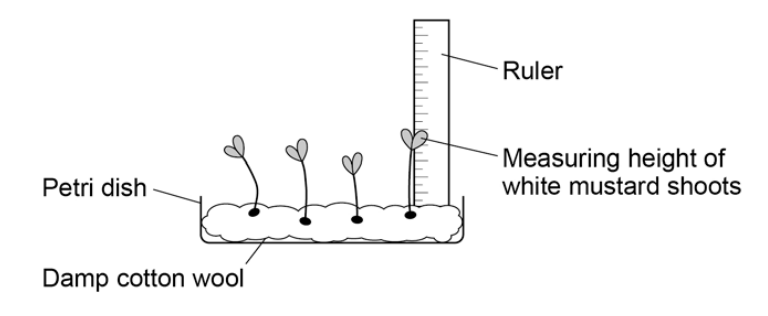 Ruler
Measuring height of
white mustard shoots
Petri dish
Damp cotton wool